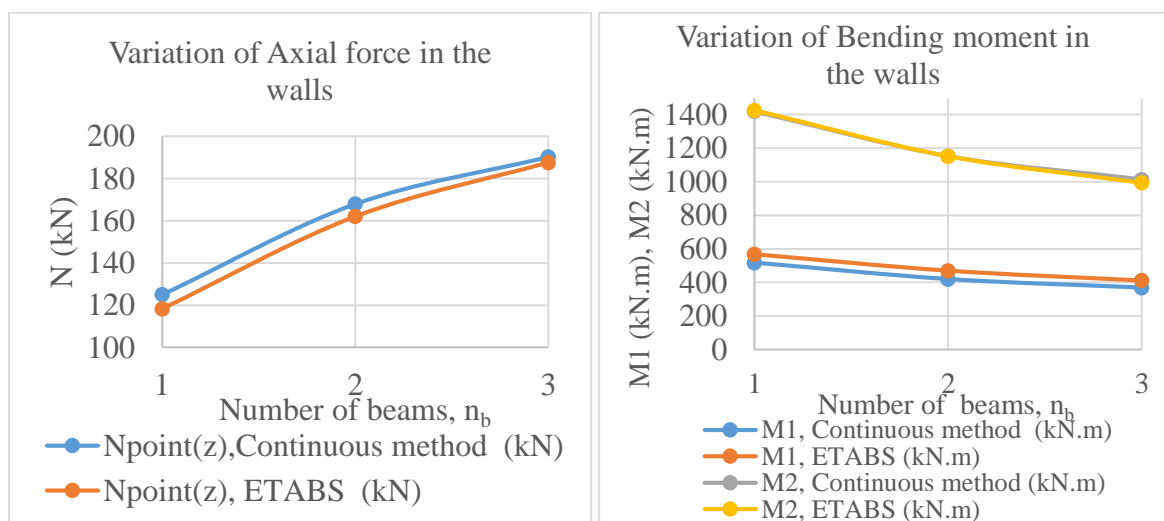 Variation of Axial force in the
walls
N (kN)
200
180
160
140
120
100
1
2
3
Number of beams, n_b
Npoint(z),Continuous method (kN)
Npoint(z), ETABS (kN)
Variation of Bending moment in
the walls
M1 (kN.m), M2 (kN.m)
1400
1200
1000
800
600
400
200
0
1
2
3
Number of beams, n_b
M1, Continuous method (kN.m)
M1, ETABS (kN.m)
M2, Continuous method (kN.m)
M2, ETABS (kN.m)